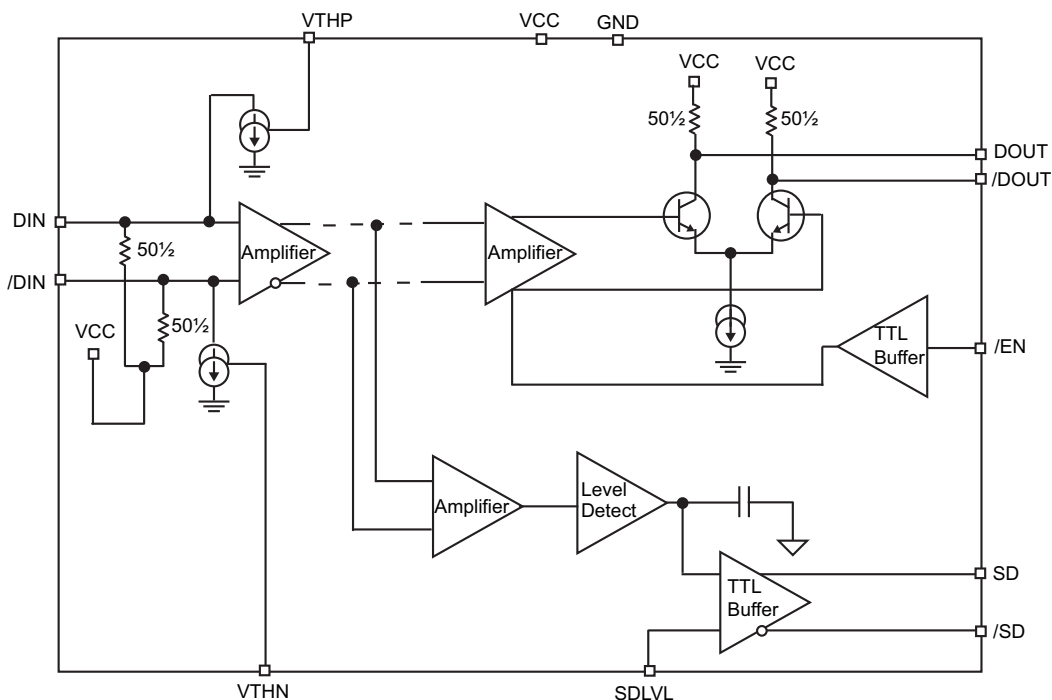 VTHP
VCC
GND
VCC
VCC
50½
50½
DOUT
/DOUT
DIN
Amplifier
Amplifier
50½
/DIN
50½
VCC
TTL
Buffer
/EN
Amplifier
Level
Detect
TTL
Buffer
SD
/SD
VTHN
SDLVL